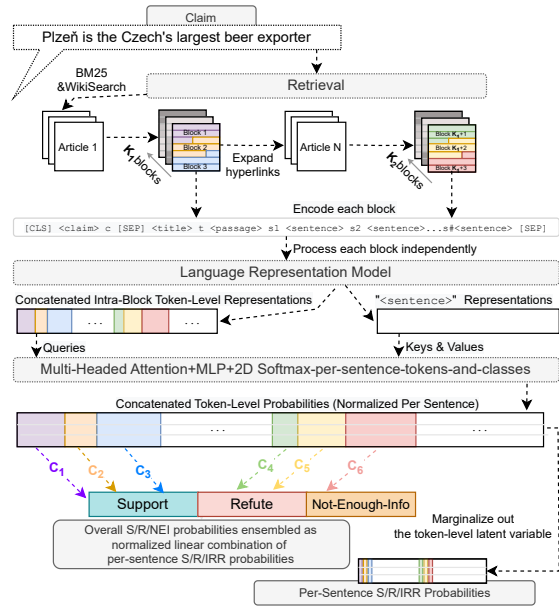 Claim
Plzeň is the Czech's largest beer exporter
BM25
&WikiSearch
Retrieval
Article 1
Block 1
Block 2
Block 3
K1 blocks
Expand
hyperlinks
Article N
Block K1+1
Block K1+2
Block K1+3
K2 blocks
Encode each block
[CLS] <claim> c [SEP] <title> t <passage> s1 <sentence> s2 <sentence>...s#<sentence> [SEP]
Process each block independently
Language Representation Model
Concatenated Intra-Block Token-Level Representations
"<sentence>" Representations
... ...
Queries
Keys & Values
Multi-Headed Attention+MLP+2D Softmax-per-sentence-tokens-and-classes
Concatenated Token-Level Probabilities (Normalized Per Sentence)
... ...
C1 C2 C3 C4 C5 C6
Support Refute Not-Enough-Info
Overall S/R/NEI probabilities ensembled as
normalized linear combination of
per-sentence S/R/IRR probabilities
Marginalize out
the token-level latent variable
Per-Sentence S/R/IRR Probabilities